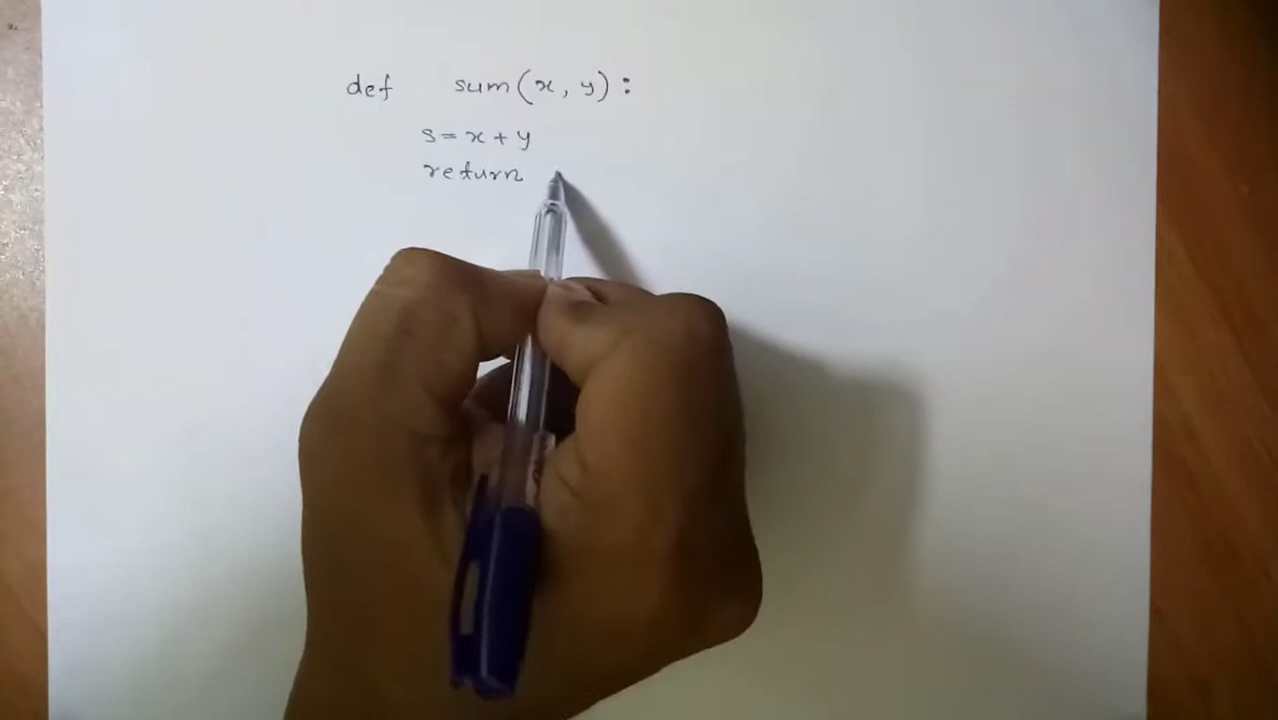 def sum(x, y):
s = x + y
return